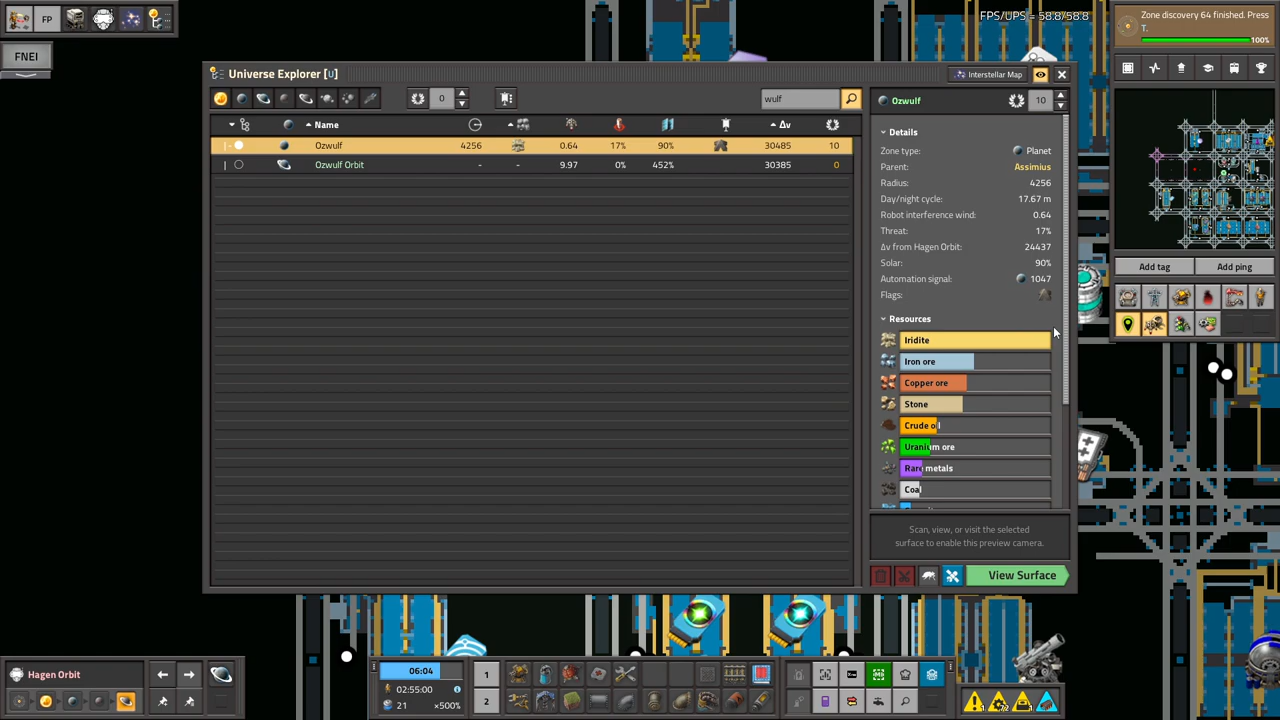 FP
FPS/UPS = 58.8/58.8
Zone discovery 64 finished. Press T.
100%
FNEI
Universe Explorer [U]
Interstellar Map
0
wulf
Ozwulf
10
Name
Δv
Ozwulf 4256 0.64 17% 90% 30485 10
Ozwulf Orbit - 9.97 0% 452% 30385 0
Details
Zone type: Planet
Parent: Assimius
Radius: 4256
Day/night cycle: 17.67 m
Robot interference wind: 0.64
Threat: 17%
Δv from Hagen Orbit: 24437
Solar: 90%
Automation signal: 1047
Flags:
Resources
Iridite
Iron ore
Copper ore
Stone
Crude oil
Uranium ore
Rare metals
Coal
Scan, view, or visit the selected
surface to enable this preview camera.
View Surface
Add tag
Add ping
Hagen Orbit
06:04
02:55:00
21 ×500%
1
2